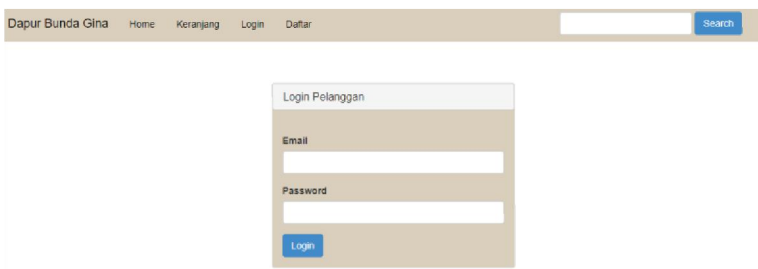 Dapur Bunda Gina Home Keranjang Login Daftar Search
Login Pelanggan
Email
Password
Login